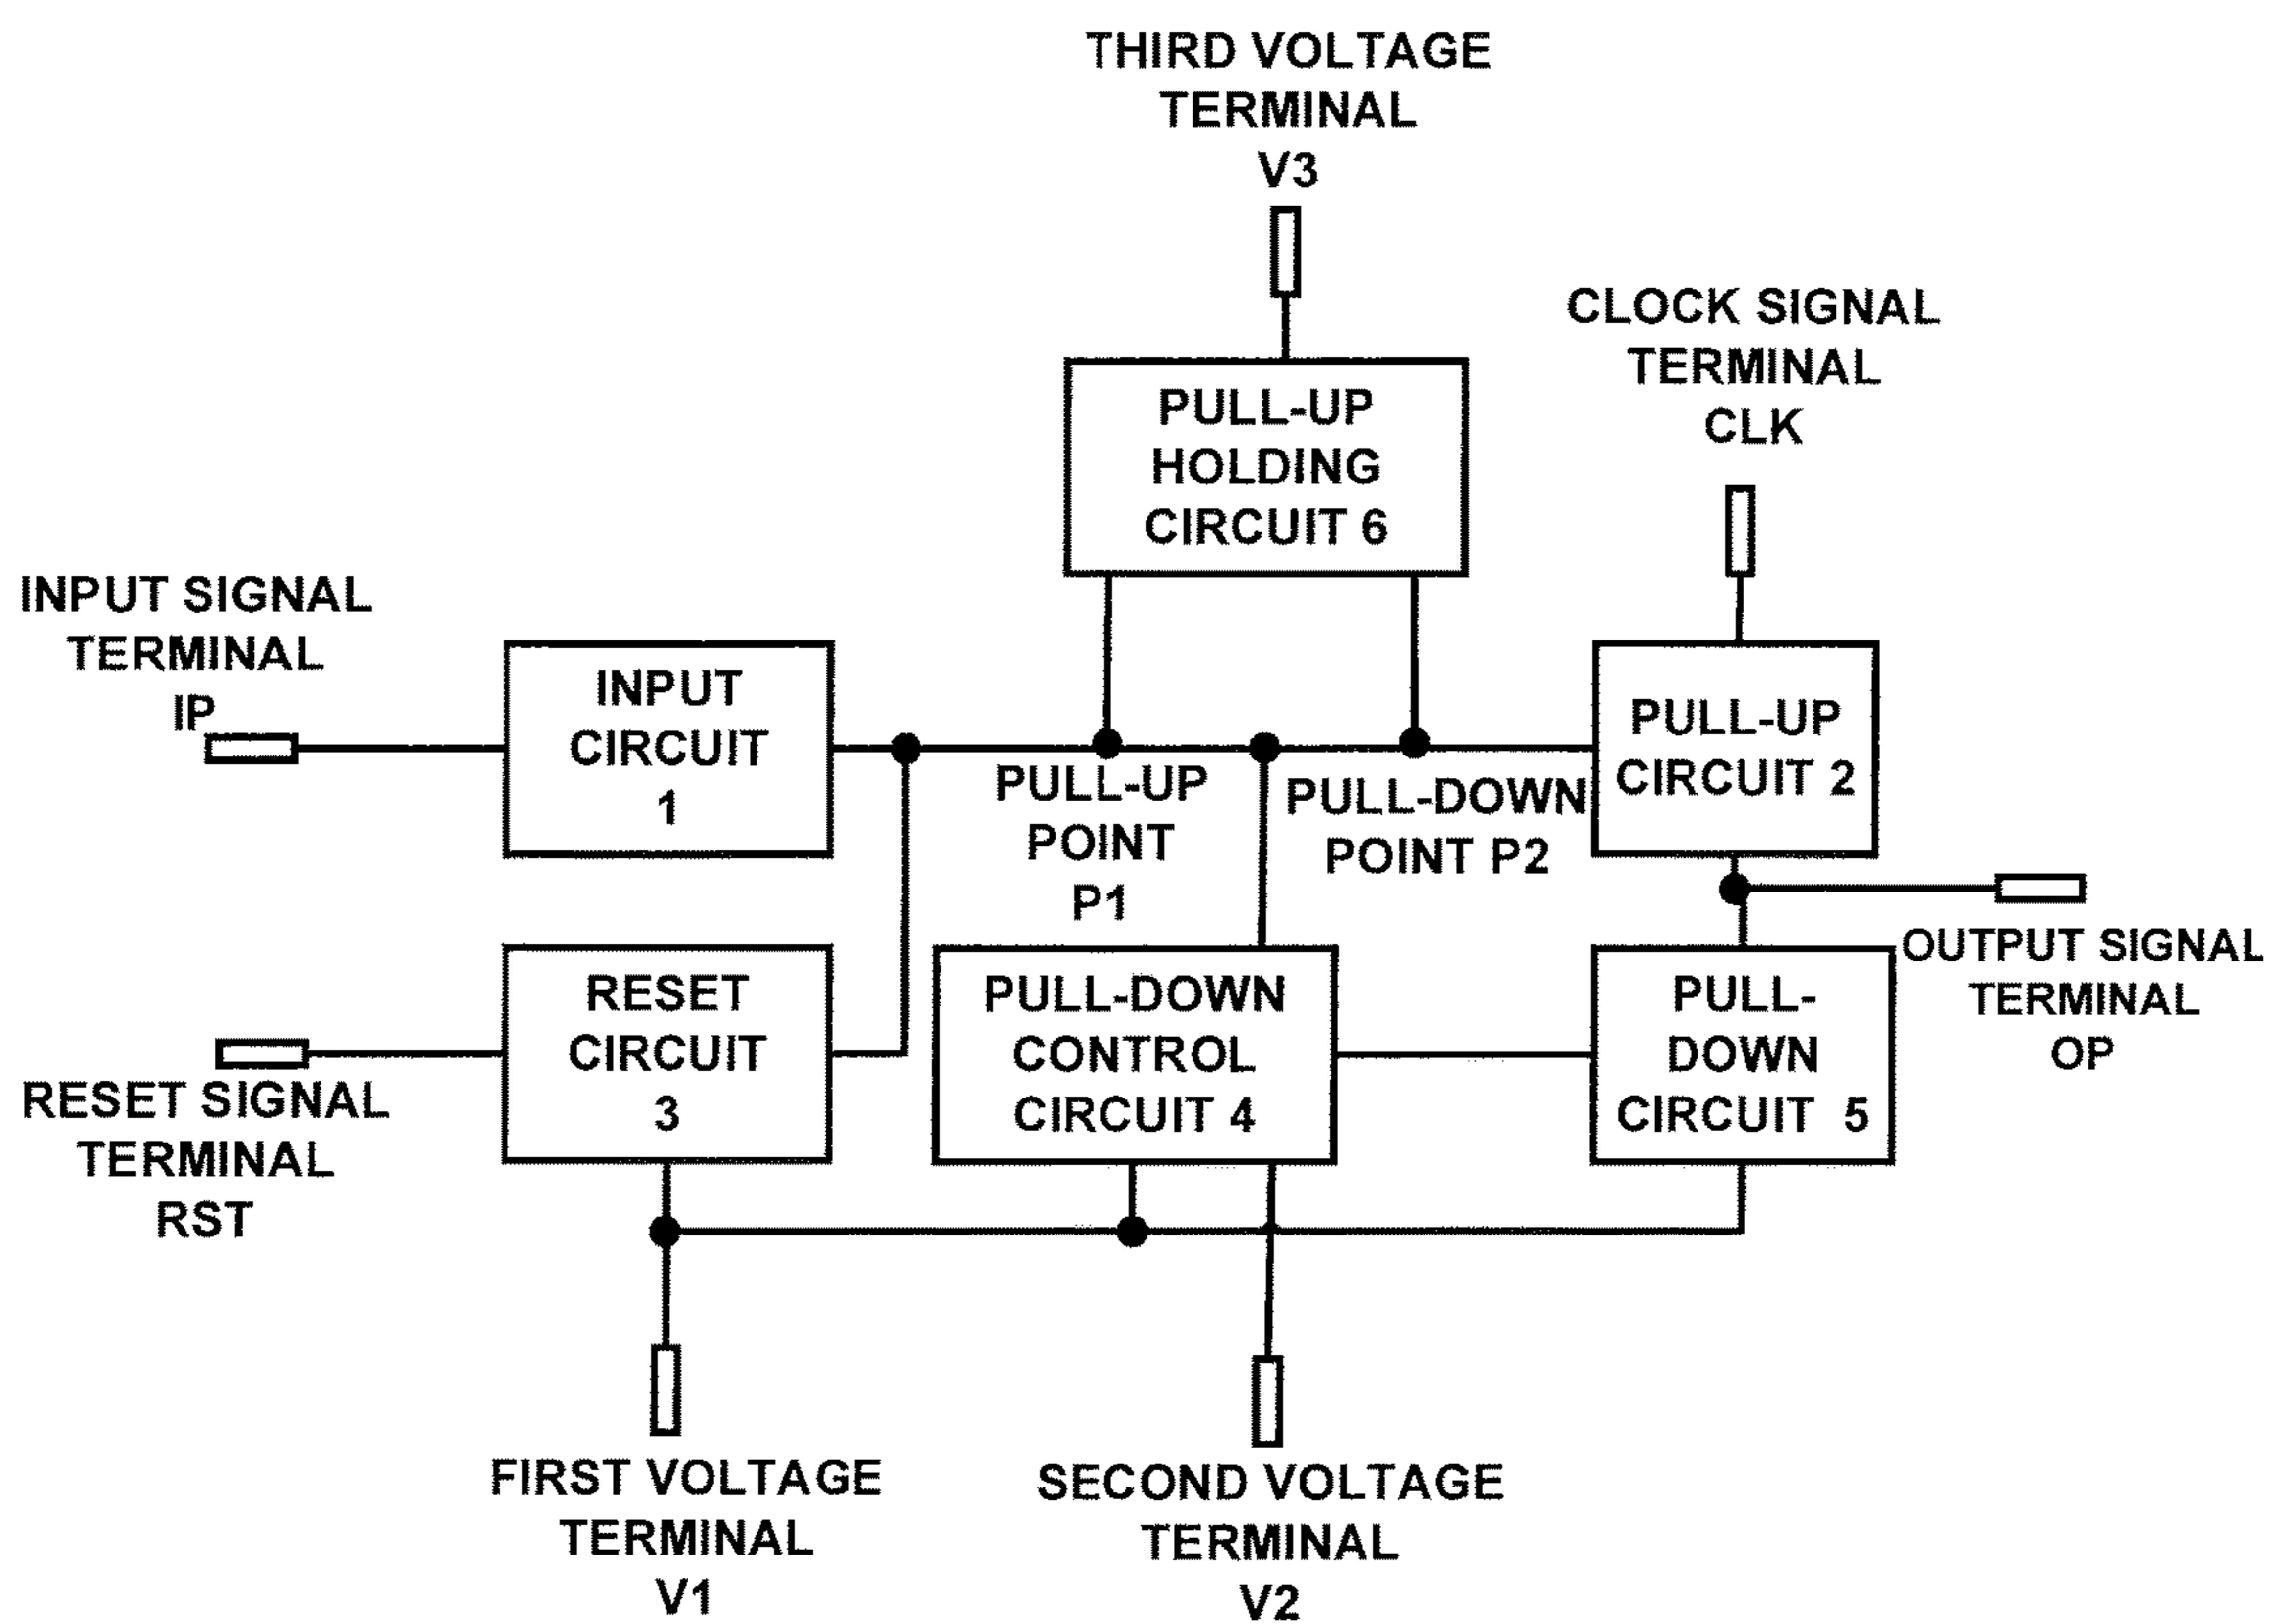 THIRD VOLTAGE
TERMINAL
V3
CLOCK SIGNAL
TERMINAL
CLK
PULL-UP
HOLDING
CIRCUIT 6
INPUT SIGNAL
TERMINAL
IP
INPUT
CIRCUIT
1
PULL-UP
CIRCUIT 2
PULL-UP
POINT
P1
PULL-DOWN
POINT P2
RESET
CIRCUIT
3
PULL-DOWN
CONTROL
CIRCUIT 4
PULL-
DOWN
CIRCUIT 5
OUTPUT SIGNAL
TERMINAL
OP
RESET SIGNAL
TERMINAL
RST
FIRST VOLTAGE
TERMINAL
V1
SECOND VOLTAGE
TERMINAL
V2